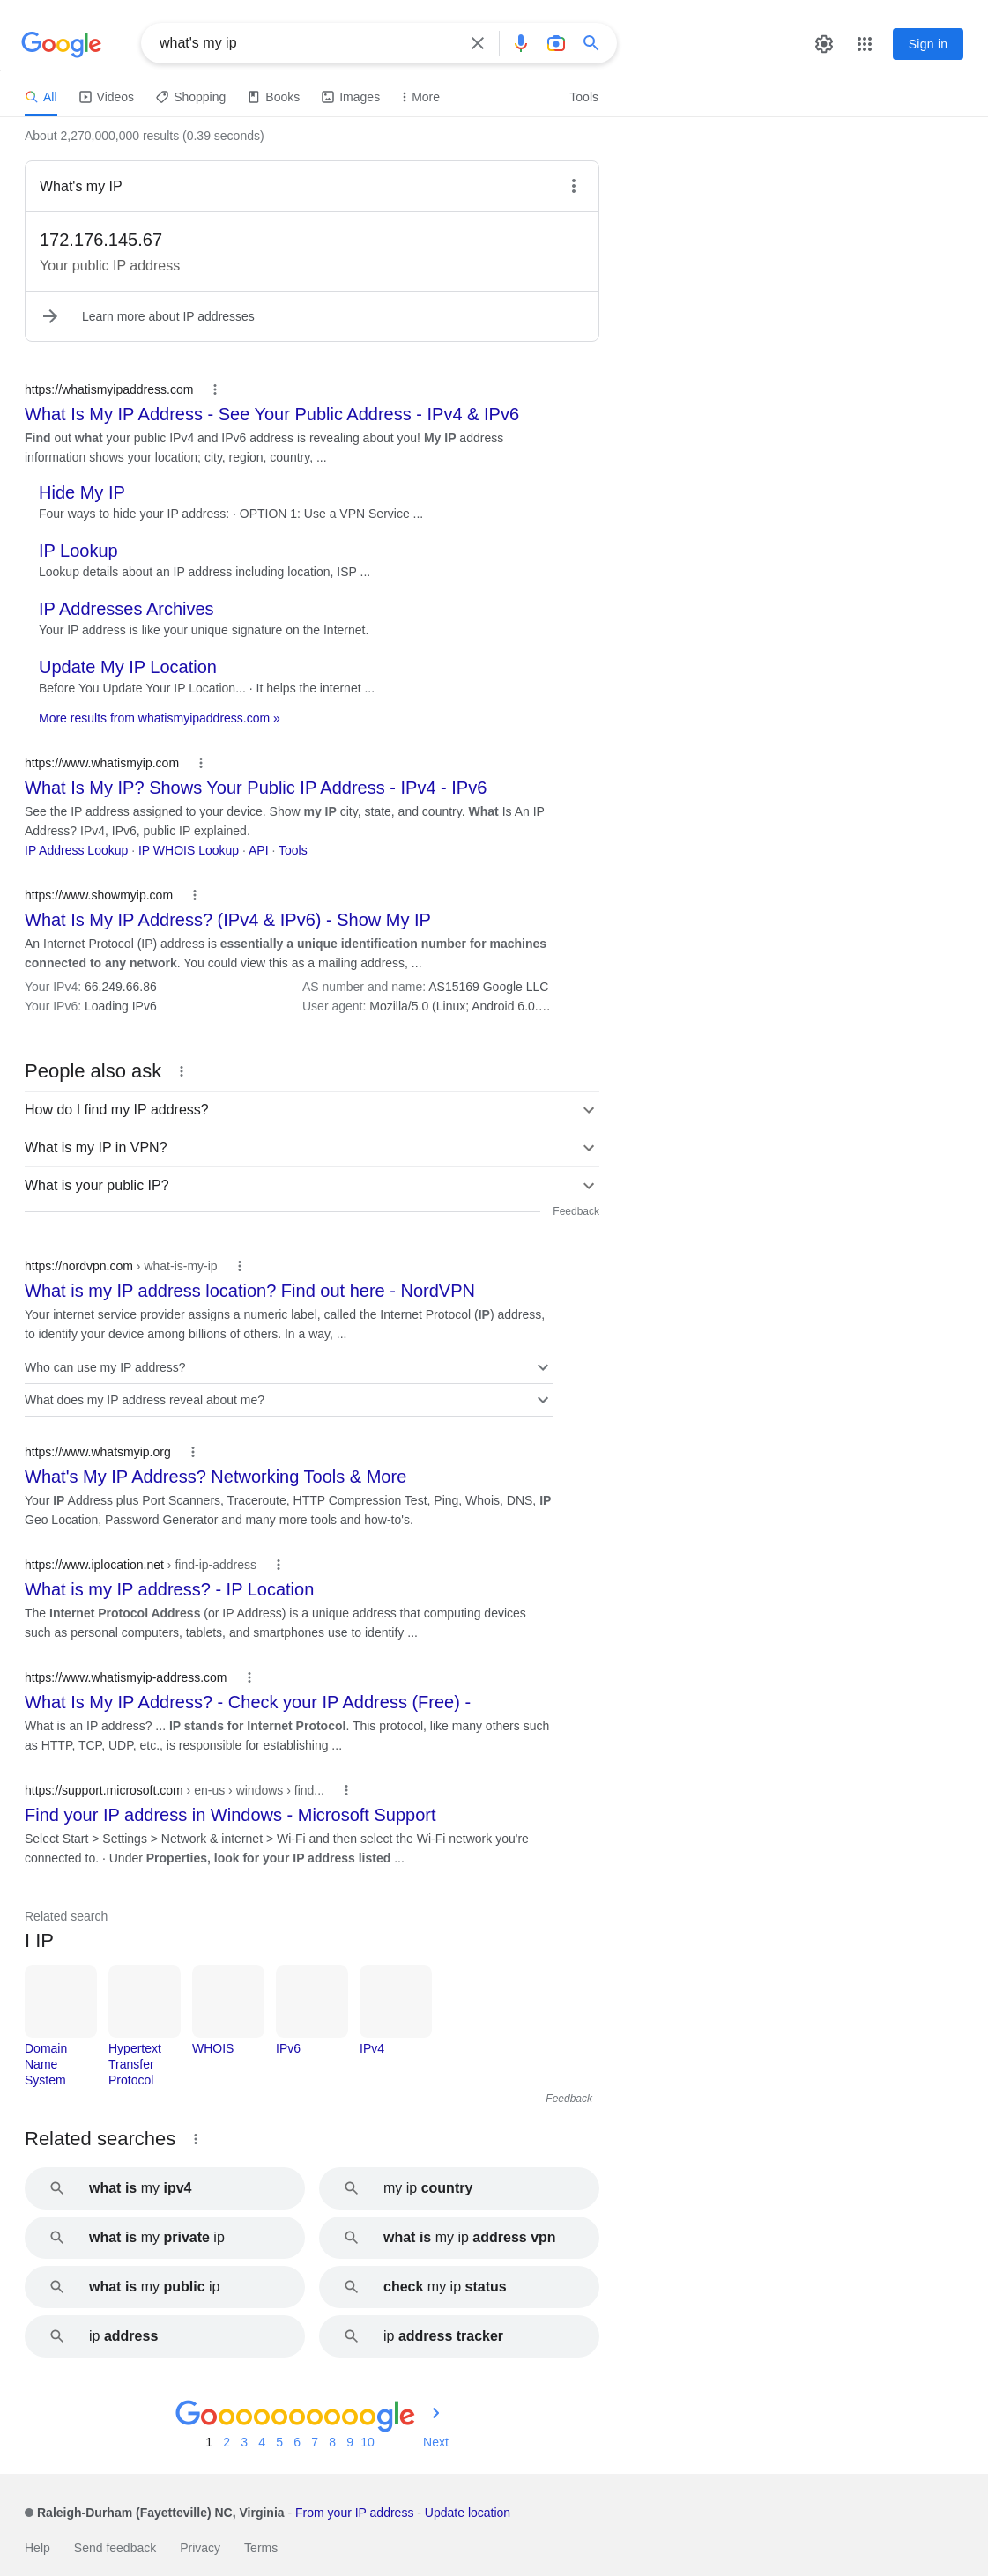 Google
what's my ip
Sign in
All
Videos
Shopping
Books
Images
More
Tools
About 2,270,000,000 results (0.39 seconds)
What's my IP
172.176.145.67
Your public IP address
Learn more about IP addresses
https://whatismyipaddress.com
What Is My IP Address - See Your Public Address - IPv4 & IPv6
Find out what your public IPv4 and IPv6 address is revealing about you! My IP address
information shows your location; city, region, country, ...
Hide My IP
Four ways to hide your IP address: · OPTION 1: Use a VPN Service ...
IP Lookup
Lookup details about an IP address including location, ISP ...
IP Addresses Archives
Your IP address is like your unique signature on the Internet.
Update My IP Location
Before You Update Your IP Location... · It helps the internet ...
More results from whatismyipaddress.com »
https://www.whatismyip.com
What Is My IP? Shows Your Public IP Address - IPv4 - IPv6
See the IP address assigned to your device. Show my IP city, state, and country. What Is An IP
Address? IPv4, IPv6, public IP explained.
IP Address Lookup · IP WHOIS Lookup · API · Tools
https://www.showmyip.com
What Is My IP Address? (IPv4 & IPv6) - Show My IP
An Internet Protocol (IP) address is essentially a unique identification number for machines
connected to any network. You could view this as a mailing address, ...
Your IPv4: 66.249.66.86
AS number and name: AS15169 Google LLC
Your IPv6: Loading IPv6
User agent: Mozilla/5.0 (Linux; Android 6.0....
People also ask
How do I find my IP address?
What is my IP in VPN?
What is your public IP?
Feedback
https://nordvpn.com › what-is-my-ip
What is my IP address location? Find out here - NordVPN
Your internet service provider assigns a numeric label, called the Internet Protocol (IP) address,
to identify your device among billions of others. In a way, ...
Who can use my IP address?
What does my IP address reveal about me?
https://www.whatsmyip.org
What's My IP Address? Networking Tools & More
Your IP Address plus Port Scanners, Traceroute, HTTP Compression Test, Ping, Whois, DNS, IP
Geo Location, Password Generator and many more tools and how-to's.
https://www.iplocation.net › find-ip-address
What is my IP address? - IP Location
The Internet Protocol Address (or IP Address) is a unique address that computing devices
such as personal computers, tablets, and smartphones use to identify ...
https://www.whatismyip-address.com
What Is My IP Address? - Check your IP Address (Free) -
What is an IP address? ... IP stands for Internet Protocol. This protocol, like many others such
as HTTP, TCP, UDP, etc., is responsible for establishing ...
https://support.microsoft.com › en-us › windows › find...
Find your IP address in Windows - Microsoft Support
Select Start > Settings > Network & internet > Wi-Fi and then select the Wi-Fi network you're
connected to. · Under Properties, look for your IP address listed ...
Related search
I IP
Domain
Name
System
Hypertext
Transfer
Protocol
WHOIS
IPv6
IPv4
Feedback
Related searches
what is my ipv4
my ip country
what is my private ip
what is my ip address vpn
what is my public ip
check my ip status
ip address
ip address tracker
Goooooooooogle
1 2 3 4 5 6 7 8 9 10 Next
Raleigh-Durham (Fayetteville) NC, Virginia - From your IP address - Update location
Help Send feedback Privacy Terms